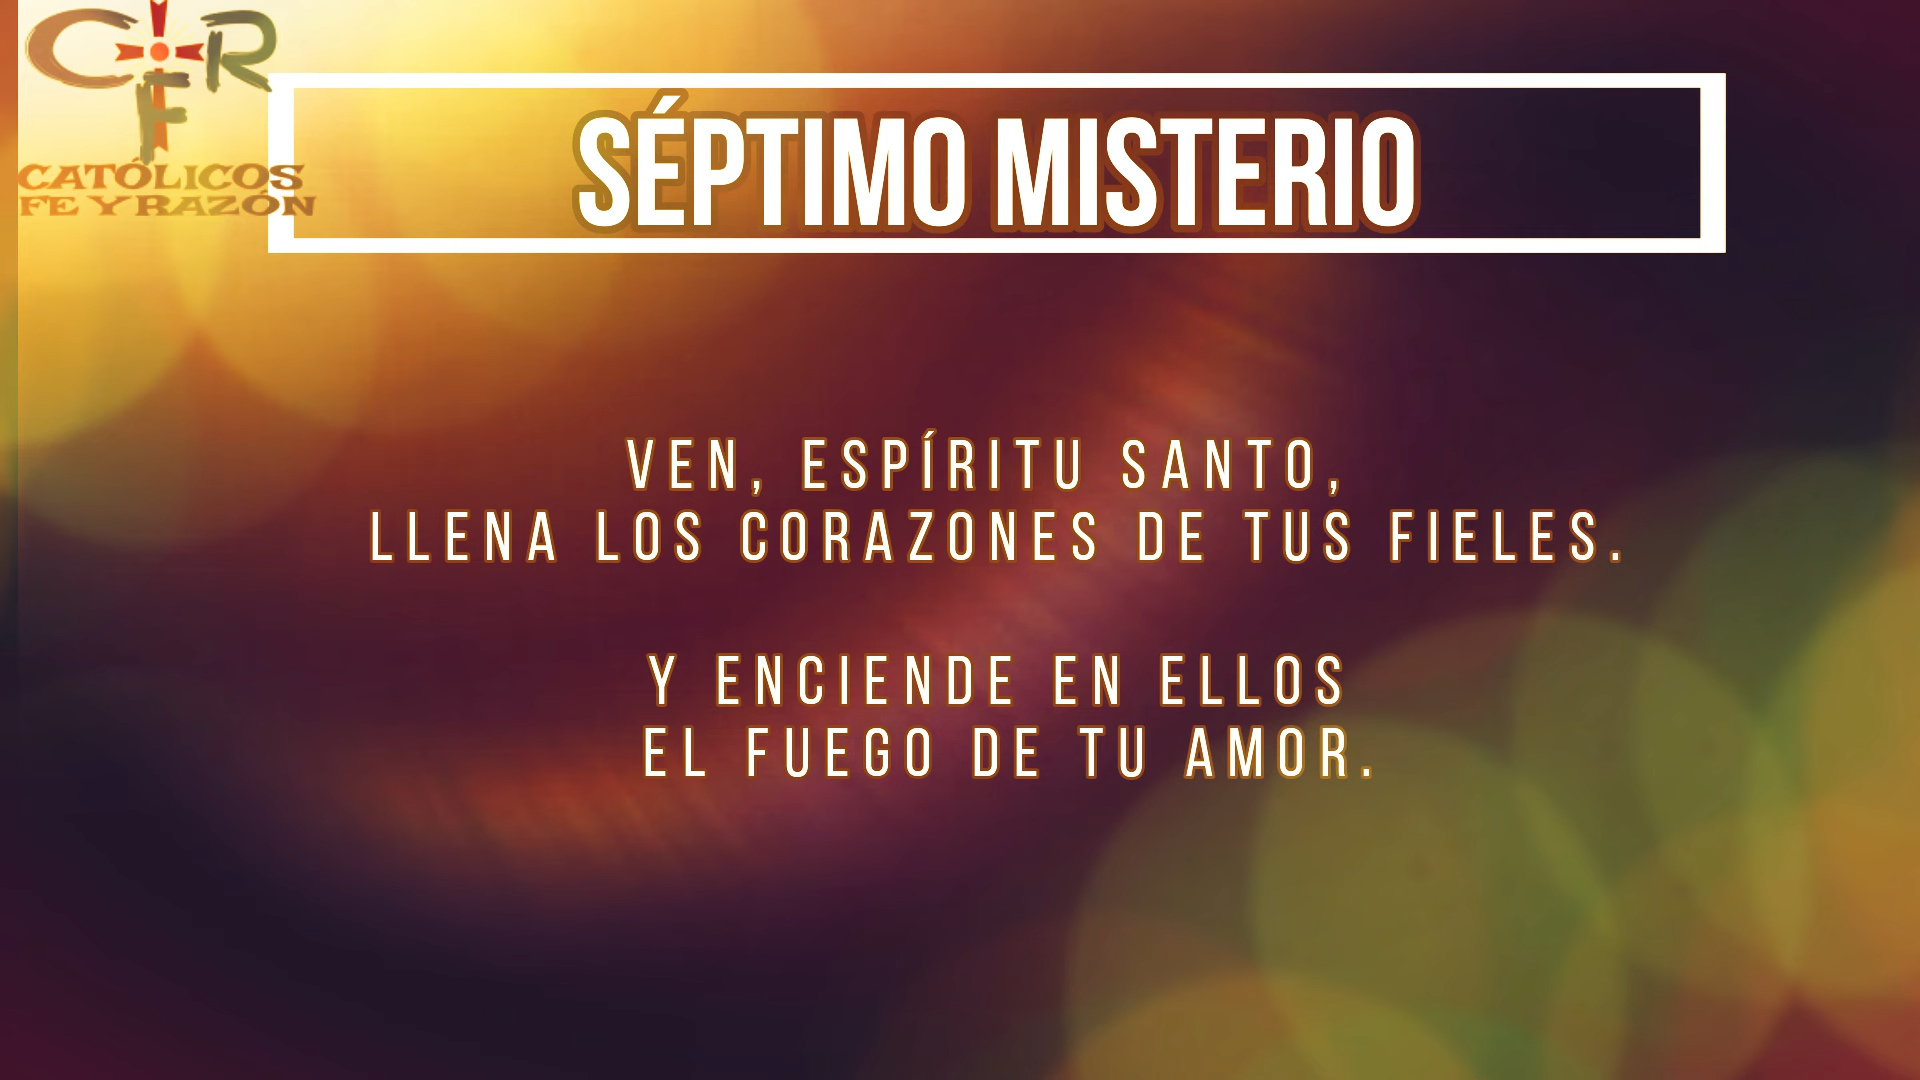 CFR
CATÓLICOS
FE Y RAZÓN
SÉPTIMO MISTERIO
VEN, ESPÍRITU SANTO,
LLENA LOS CORAZONES DE TUS FIELES.
Y ENCIENDE EN ELLOS
EL FUEGO DE TU AMOR.